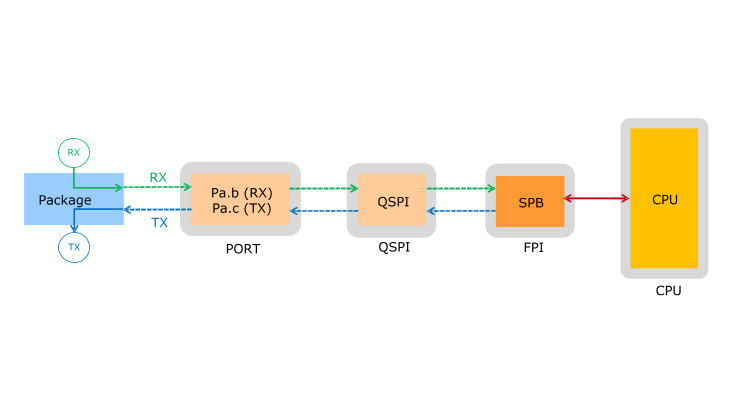 RX
Package
TX
RX
TX
Pa.b (RX)
Pa.c (TX)
PORT
QSPI
QSPI
SPB
FPI
CPU
CPU